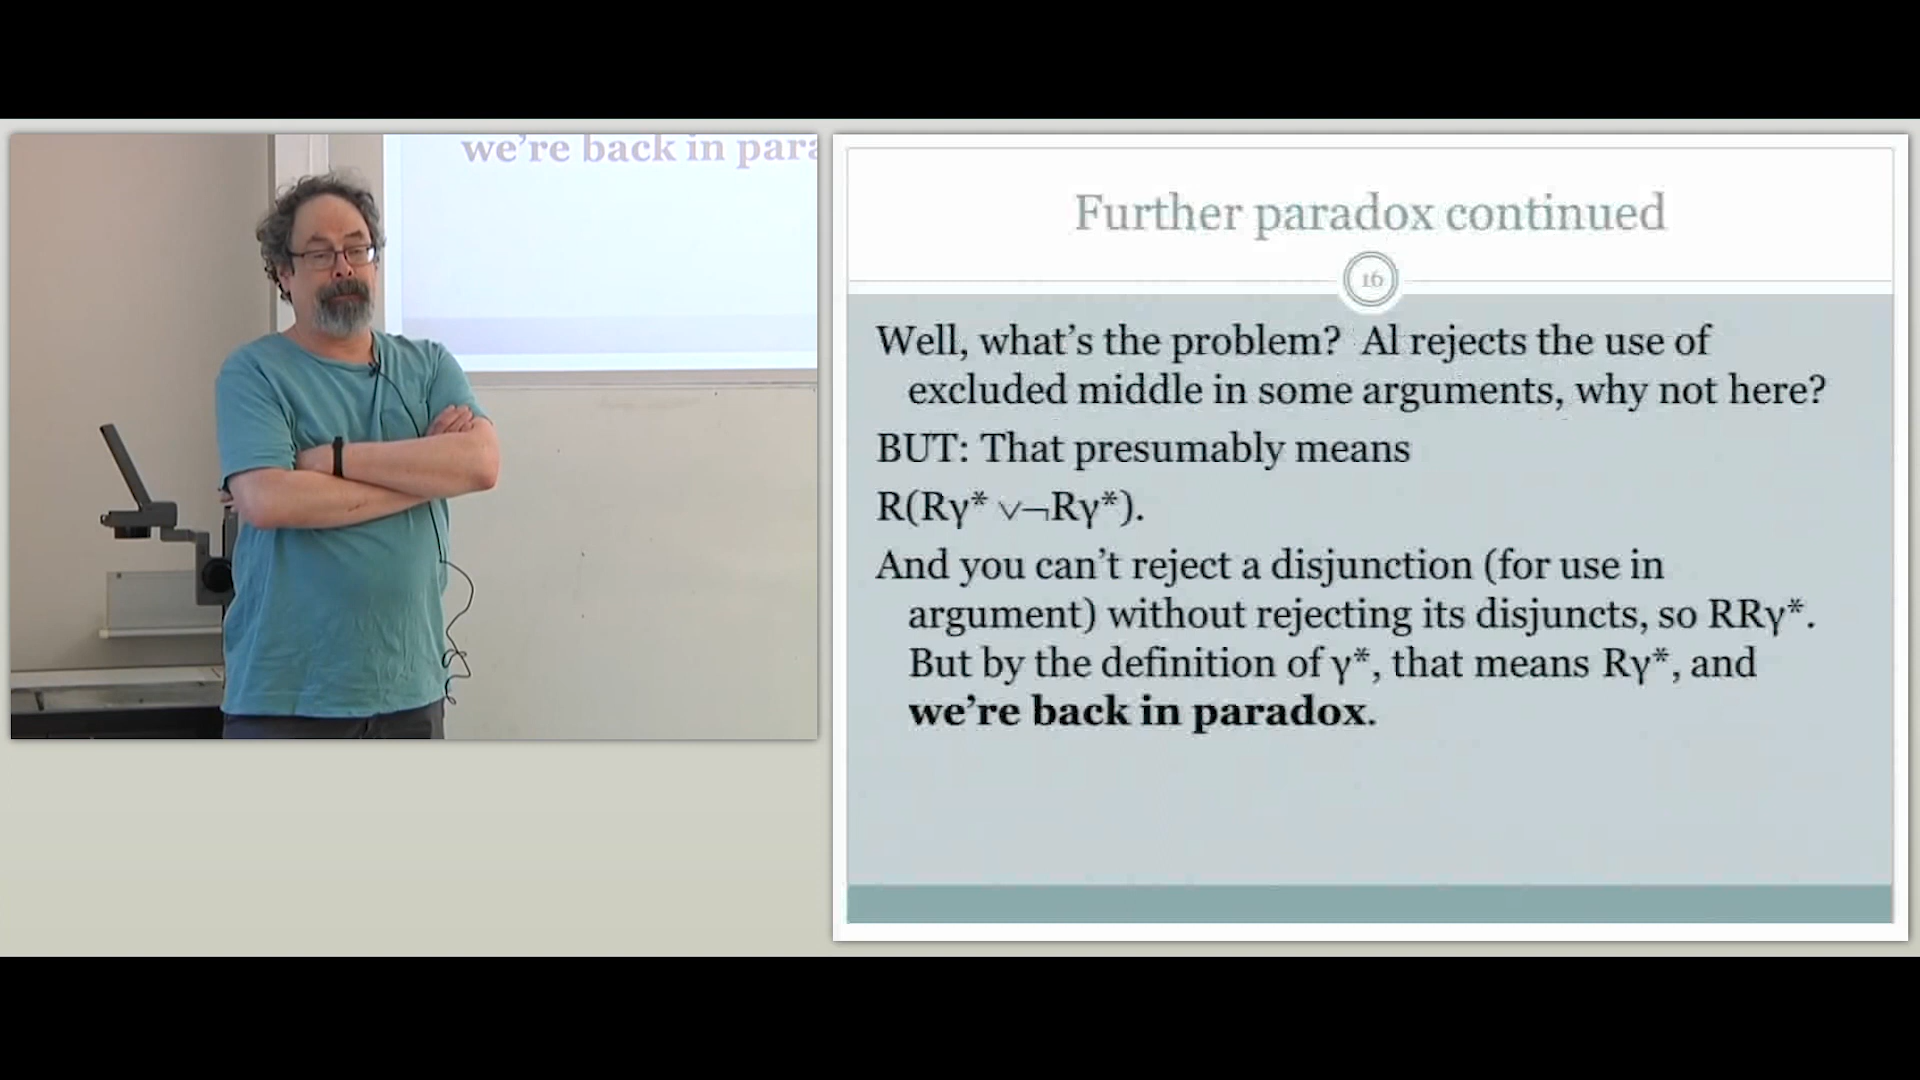 we're back in para
Further paradox continued
16
Well, what's the problem? Al rejects the use of
excluded middle in some arguments, why not here?
BUT: That presumably means
R(Rγ* ∨¬Rγ*).
And you can't reject a disjunction (for use in
argument) without rejecting its disjuncts, so RRγ*.
But by the definition of γ*, that means Rγ*, and
we're back in paradox.